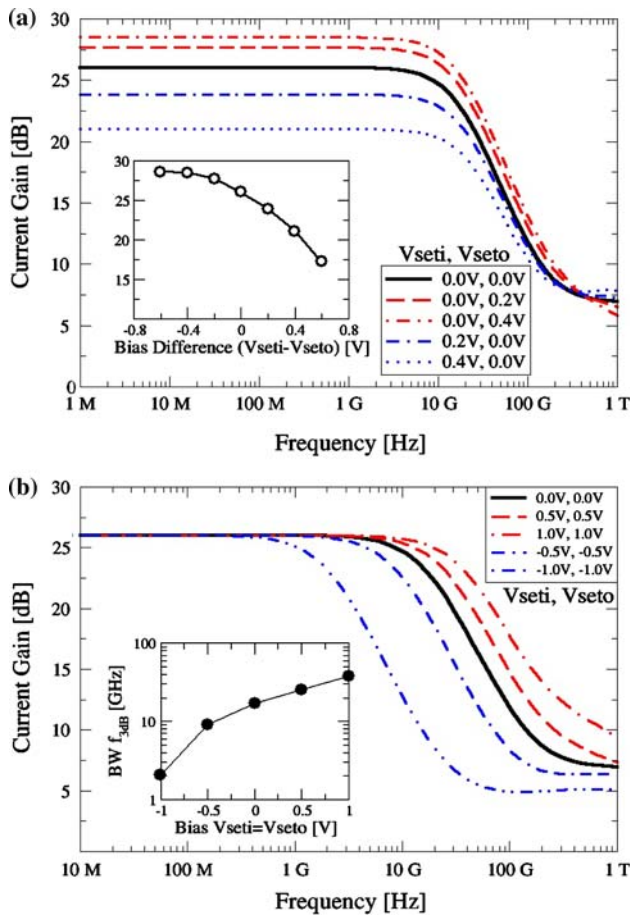 (a)
30
25
20
15
10
5
0
Current Gain [dB]
30
27
24
21
18
15
-0.8 -0.4 0 0.4 0.8
Bias Difference (Vseti-Vseto) [V]
Vseti, Vseto
0.0V, 0.0V
0.0V, 0.2V
0.0V, 0.4V
0.2V, 0.0V
0.4V, 0.0V
1 M 10 M 100 M 1 G 10 G 100 G 1 T
Frequency [Hz]
(b)
30
25
20
15
10
5
Current Gain [dB]
0.0V, 0.0V
0.5V, 0.5V
1.0V, 1.0V
-0.5V, -0.5V
-1.0V, -1.0V
Vseti, Vseto
BW f3dB [GHz]
100
10
1
-1 -0.5 0 0.5 1
Bias Vseti=Vseto [V]
10 M 100 M 1 G 10 G 100 G 1 T
Frequency [Hz]